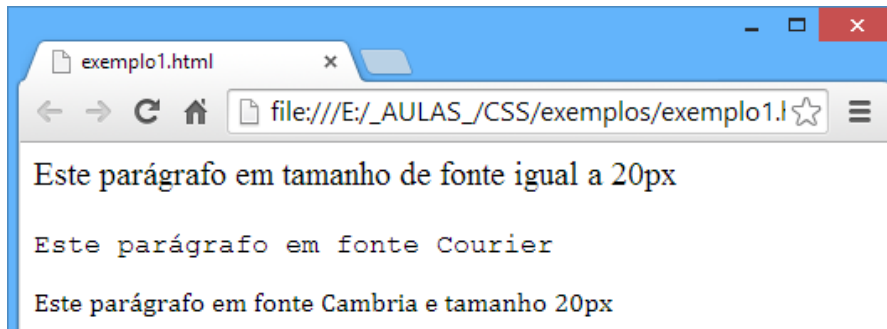 exemplo1.html
file:///E:/_AULAS_/CSS/exemplos/exemplo1.
Este parágrafo em tamanho de fonte igual a 20px
Este parágrafo em fonte Courier
Este parágrafo em fonte Cambria e tamanho 20px